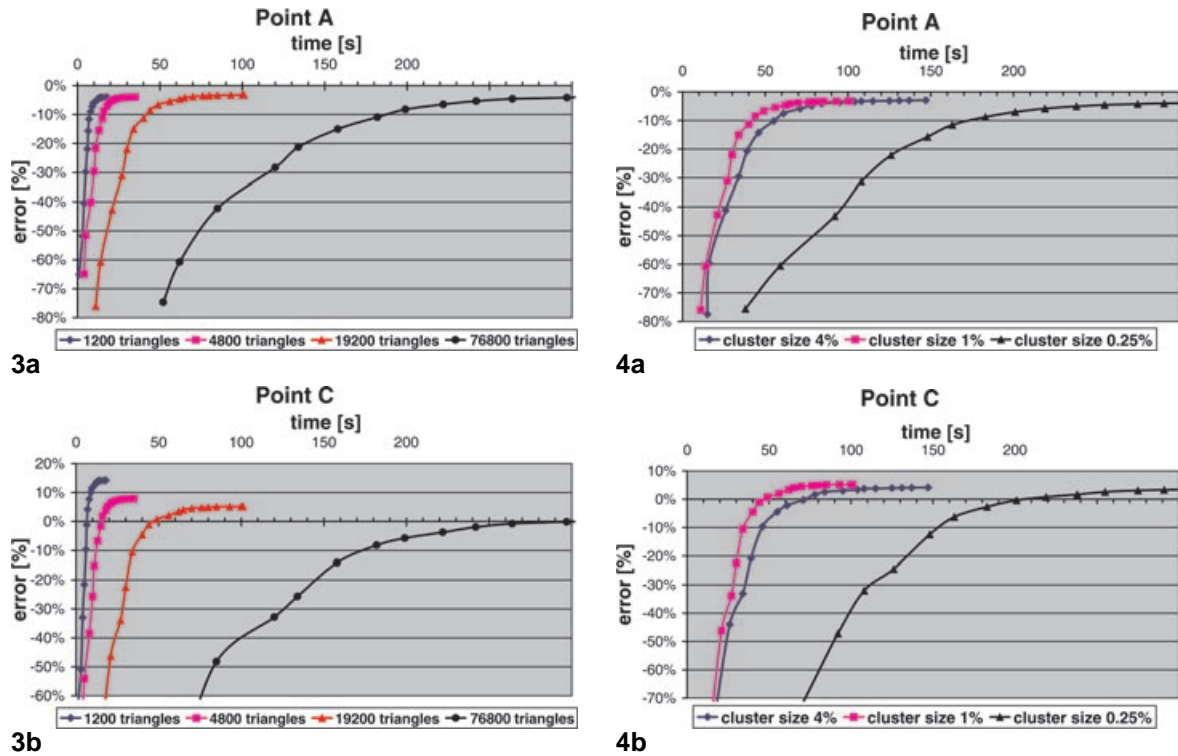 Point A
time [s]
0 50 100 150 200
0%
-10%
-20%
-30%
-40%
-50%
-60%
-70%
-80%
error [%]
1200 triangles 4800 triangles 19200 triangles 76800 triangles
3a
Point A
time [s]
0 50 100 150 200
0%
-10%
-20%
-30%
-40%
-50%
-60%
-70%
-80%
error [%]
cluster size 4% cluster size 1% cluster size 0.25%
4a
Point C
time [s]
0 50 100 150 200
20%
10%
0%
-10%
-20%
-30%
-40%
-50%
-60%
error [%]
1200 triangles 4800 triangles 19200 triangles 76800 triangles
3b
Point C
time [s]
0 50 100 150 200
10%
0%
-10%
-20%
-30%
-40%
-50%
-60%
-70%
error [%]
cluster size 4% cluster size 1% cluster size 0.25%
4b